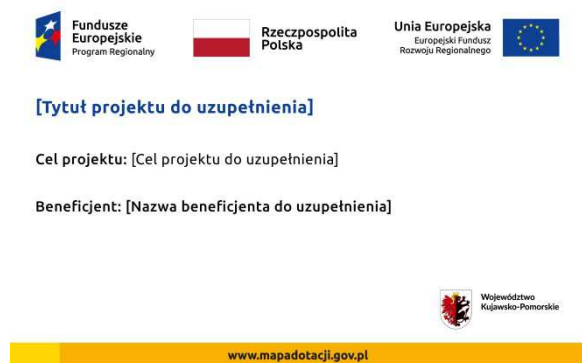 Fundusze
Europejskie
Program Regionalny
Rzeczpospolita
Polska
Unia Europejska
Europejski Fundusz
Rozwoju Regionalnego
[Tytuł projektu do uzupełnienia]
Cel projektu: [Cel projektu do uzupełnienia]
Beneficjent: [Nazwa beneficjenta do uzupełnienia]
Województwo
Kujawsko-Pomorskie
www.mapadotacji.gov.pl